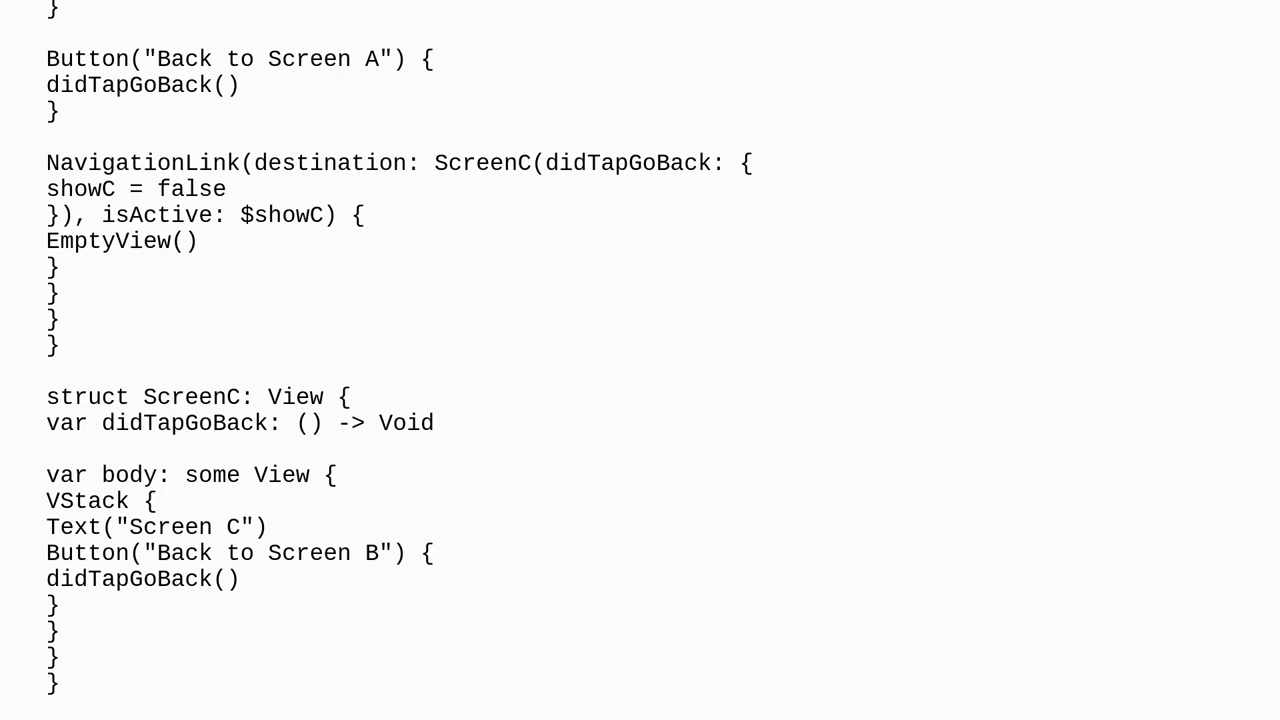 }
Button("Back to Screen A") {
didTapGoBack()
}
NavigationLink(destination: ScreenC(didTapGoBack: {
showC = false
}), isActive: $showC) {
EmptyView()
}
}
}
}
struct ScreenC: View {
var didTapGoBack: () -> Void
var body: some View {
VStack {
Text("Screen C")
Button("Back to Screen B") {
didTapGoBack()
}
}
}
}